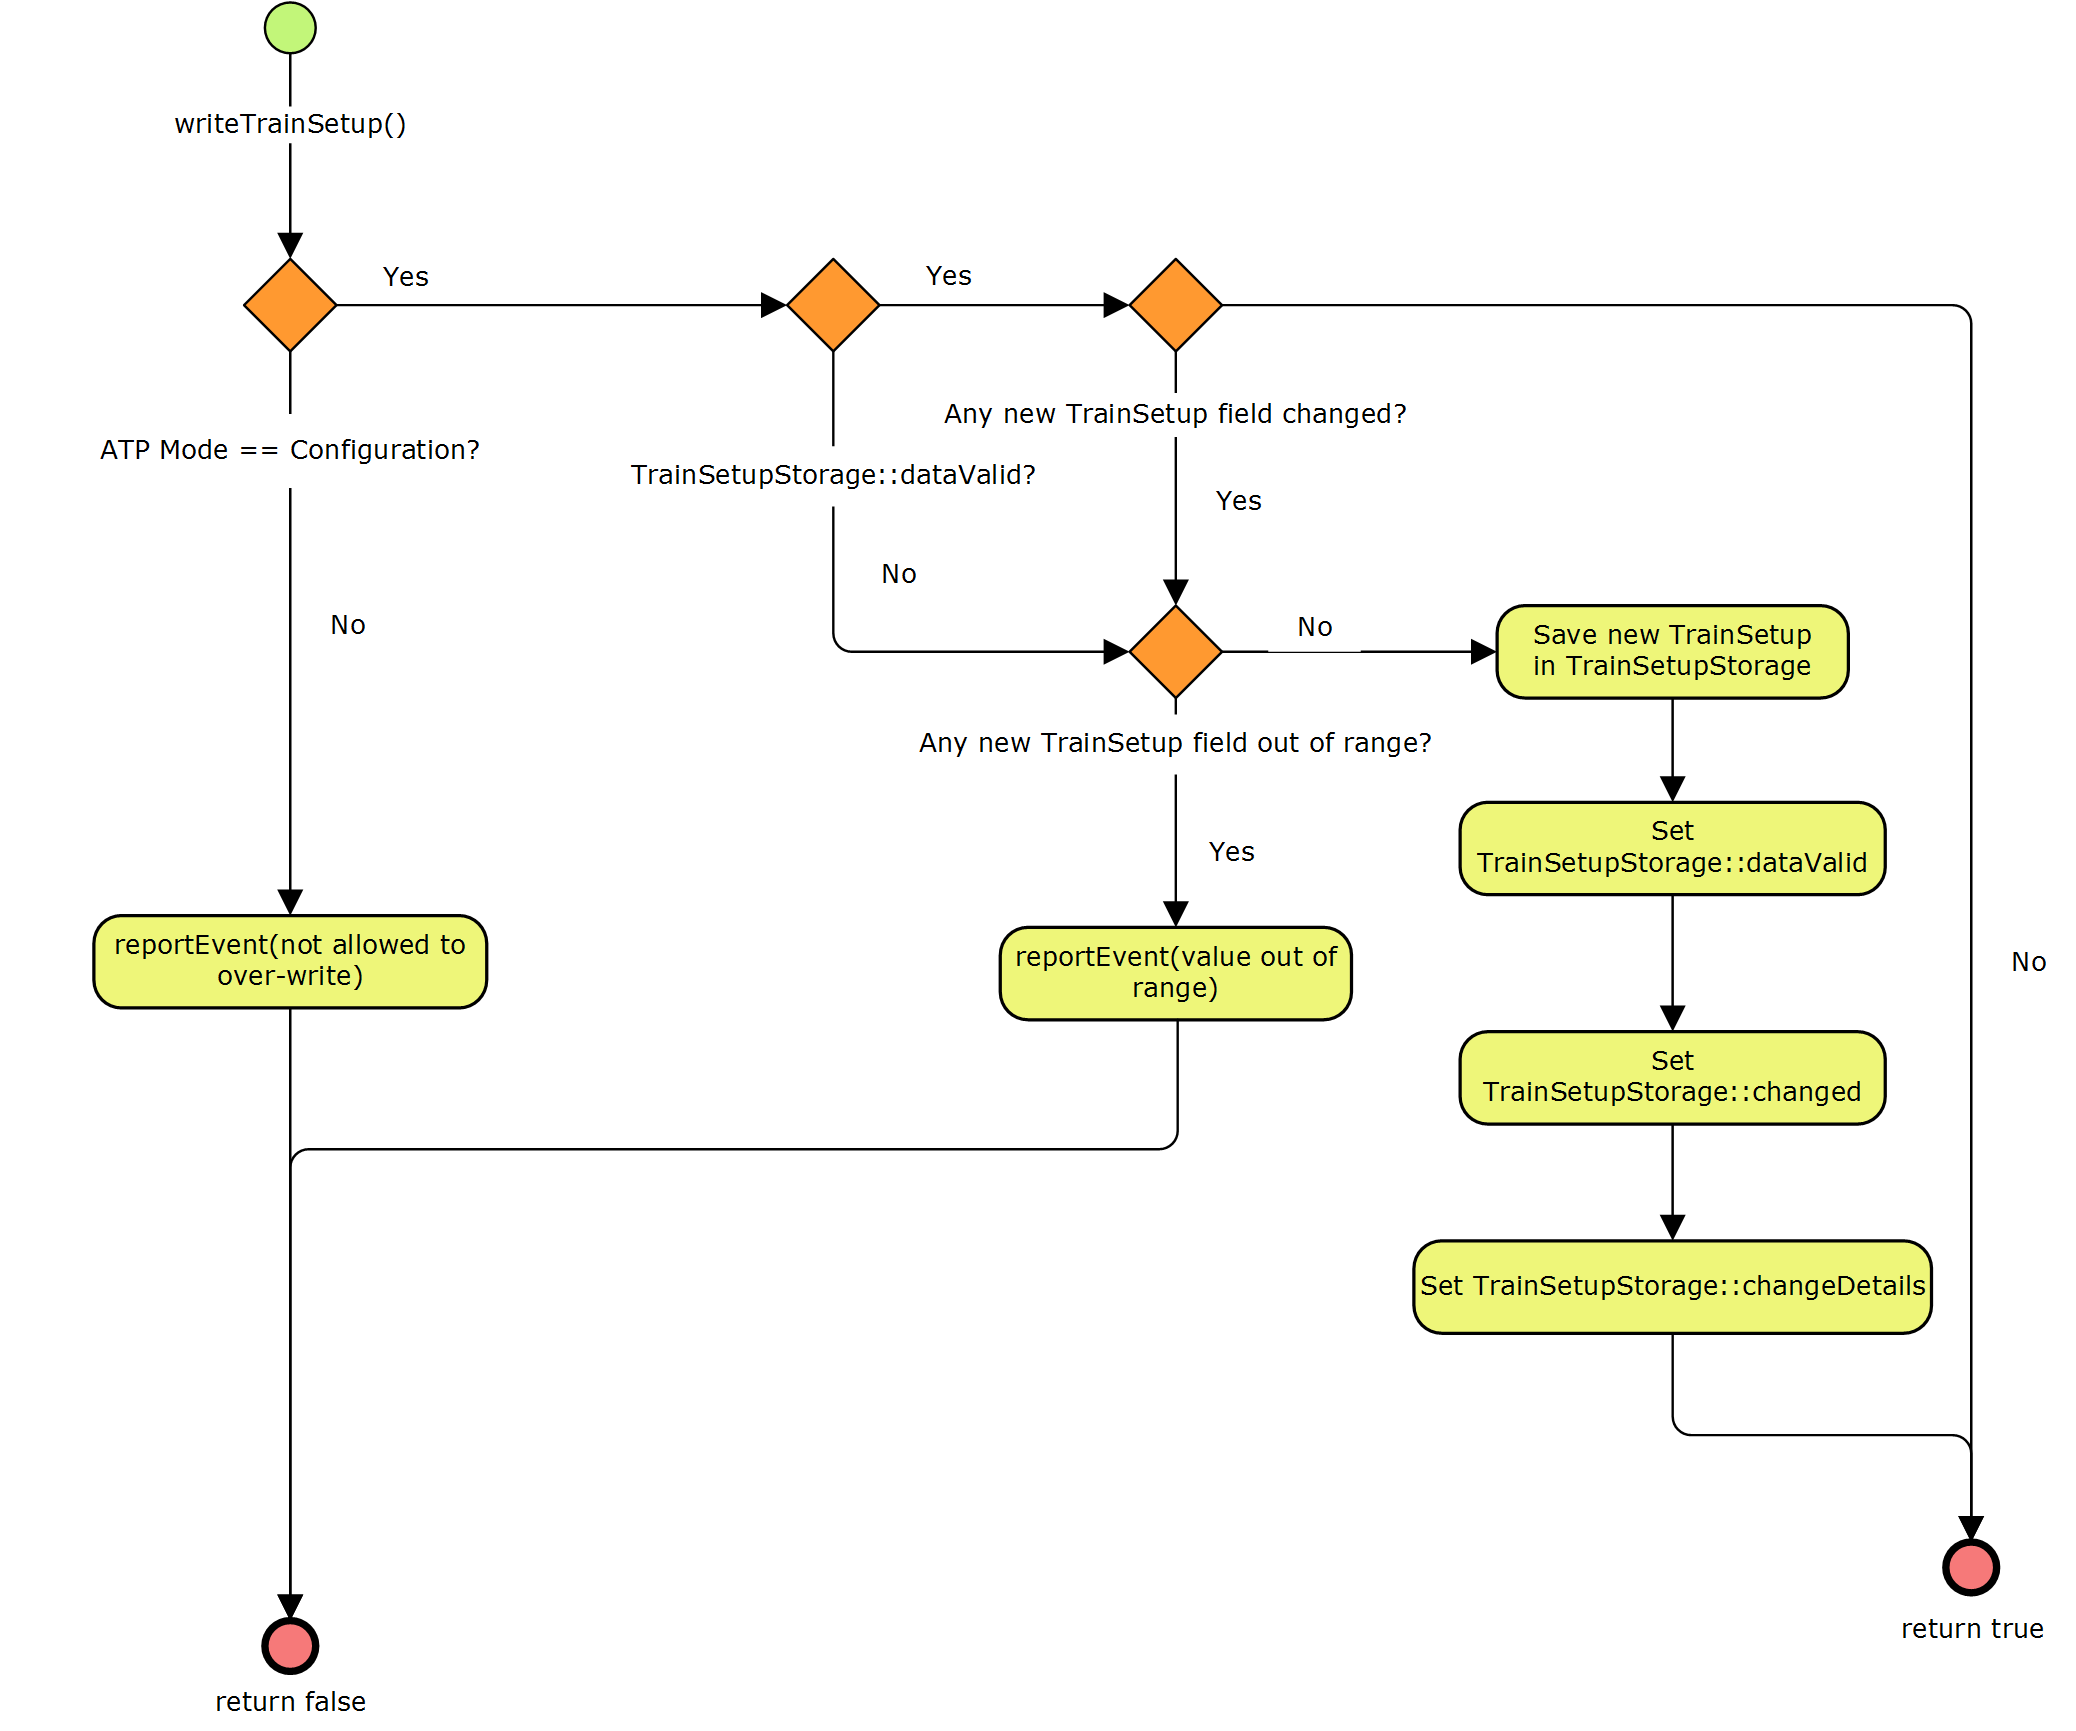 writeTrainSetup()
Yes
Yes
Any new TrainSetup field changed?
ATP Mode == Configuration?
TrainSetupStorage::dataValid?
Yes
No
No
No
Save new TrainSetup
in TrainSetupStorage
Any new TrainSetup field out of range?
Set
TrainSetupStorage::dataValid
Yes
reportEvent(not allowed to
over-write)
reportEvent(value out of
range)
No
Set
TrainSetupStorage::changed
Set TrainSetupStorage::changeDetails
return true
return false